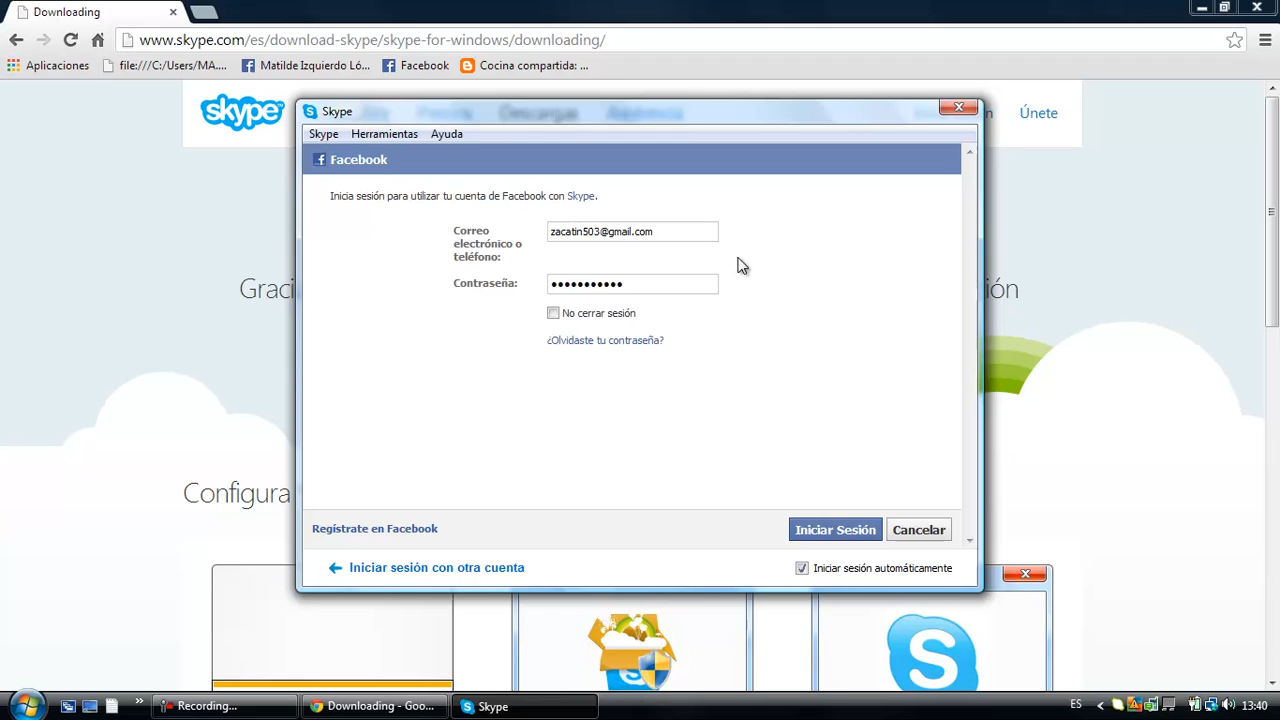 Downloading
www.skype.com/es/download-skype/skype-for-windows/downloading/
Aplicaciones
file:///C:/Users/MA....
Matilde Izquierdo Ló...
Facebook
Cocina compartida: ...
skype
Descargas
Únete
Skype
Skype Herramientas Ayuda
Facebook
Inicia sesión para utilizar tu cuenta de Facebook con Skype.
Correo
electrónico o
teléfono:
zacatin503@gmail.com
Contraseña:
No cerrar sesión
¿Olvidaste tu contraseña?
Regístrate en Facebook
Iniciar Sesión
Cancelar
Iniciar sesión con otra cuenta
Iniciar sesión automáticamente
Configura
Recording...
Downloading - Goo...
Skype
ES
13:40